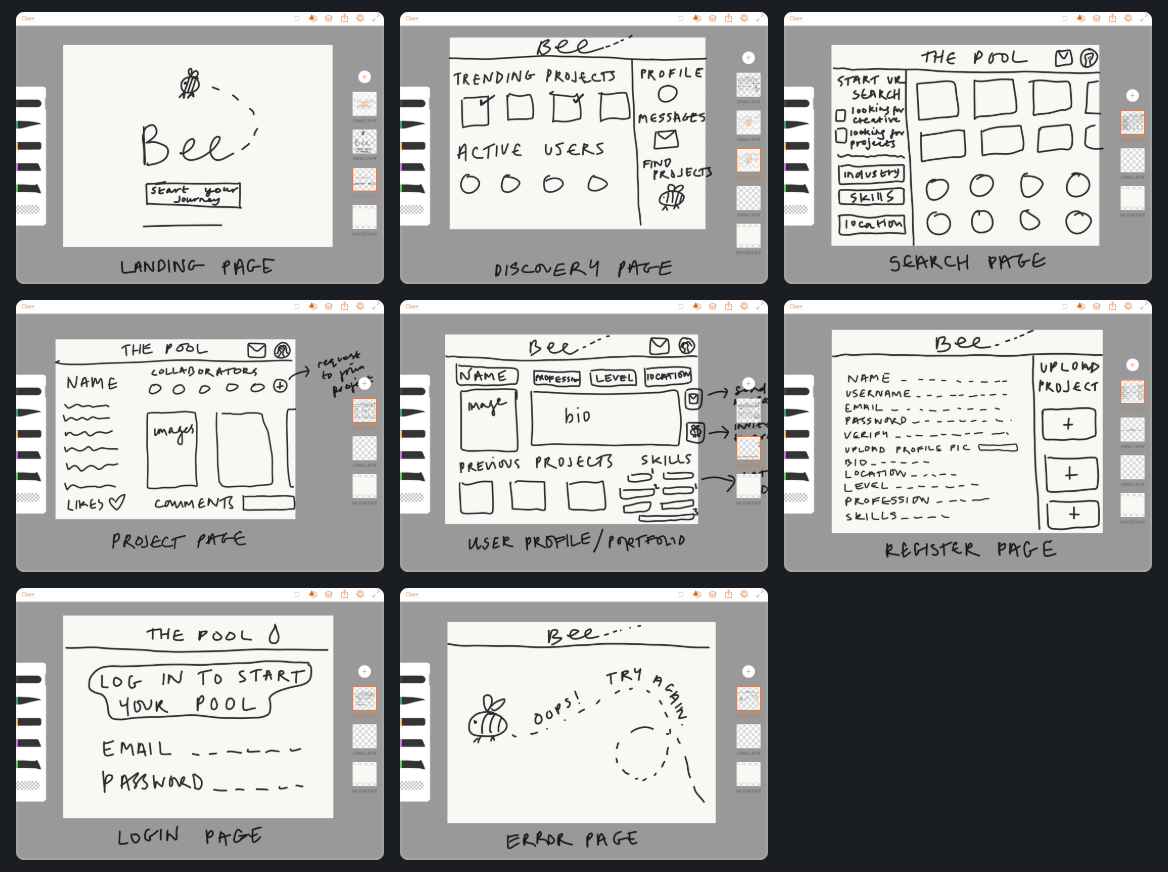 Bee
start your
Journey
LANDING PAGE
Bee
TRENDING PROJECTS
ACTIVE USERS
PROFILE
MESSAGES
FIND
PROJECTS
DISCOVERY PAGE
THE POOL
START UR
SEARCH
looking for
creative
looking for
projects
industry
skills
location
SEARCH PAGE
THE POOL
NAME
COLLABORATORS
request
to join
project
images
LIKES
COMMENTS
PROJECT PAGE
Bee
NAME
PROFESSION
LEVEL
LOCATION
image
bio
send
PREVIOUS PROJECTS
SKILLS
USER PROFILE/PORTFOLIO
Bee
NAME
USERNAME
EMAIL
PASSWORD
VERIFY
UPLOAD PROFILE PIC
BIO
LOCATION
LEVEL
PROFESSION
SKILLS
UPLOAD
PROJECT
REGISTER PAGE
THE POOL
LOG IN TO START
YOUR POOL
EMAIL
PASSWORD
LOGIN PAGE
Bee
OOPS!
TRY AGAIN
ERROR PAGE